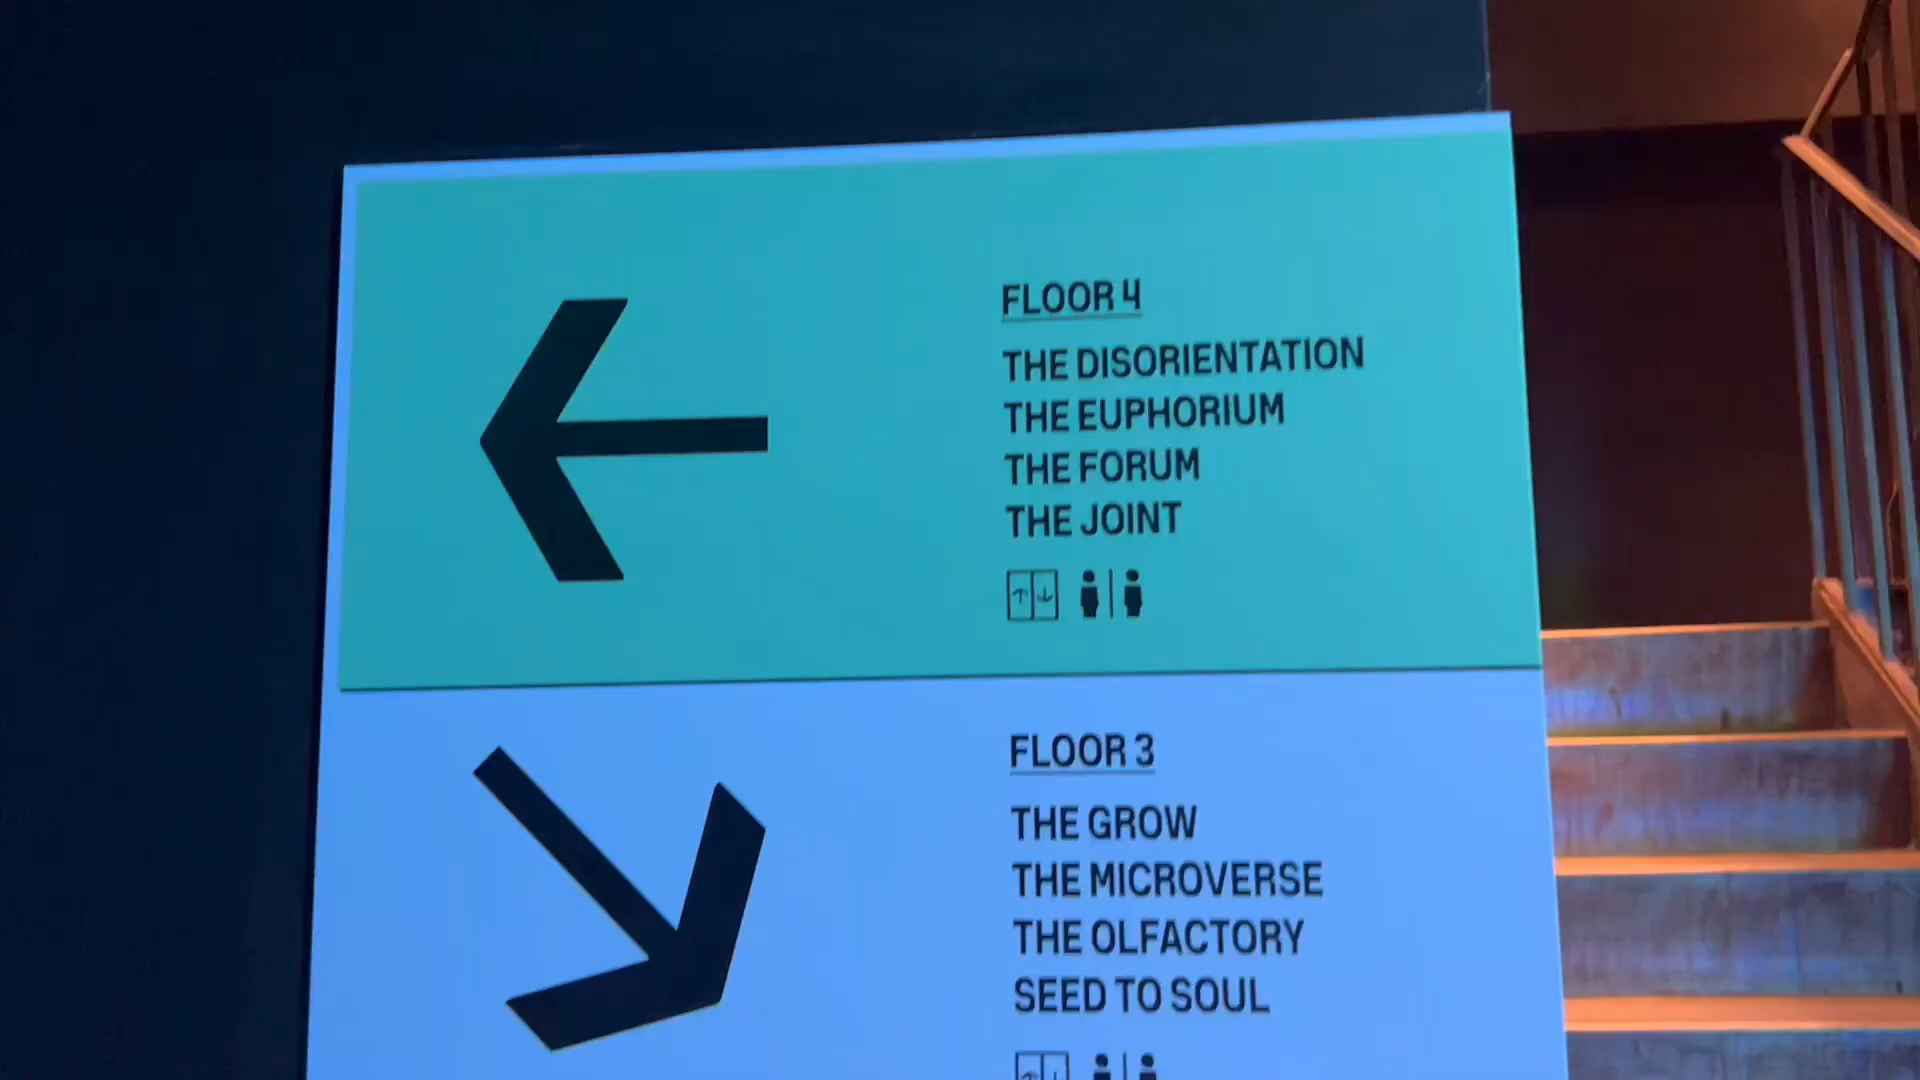 FLOOR 4
THE DISORIENTATION
THE EUPHORIUM
THE FORUM
THE JOINT
FLOOR 3
THE GROW
THE MICROVERSE
THE OLFACTORY
SEED TO SOUL